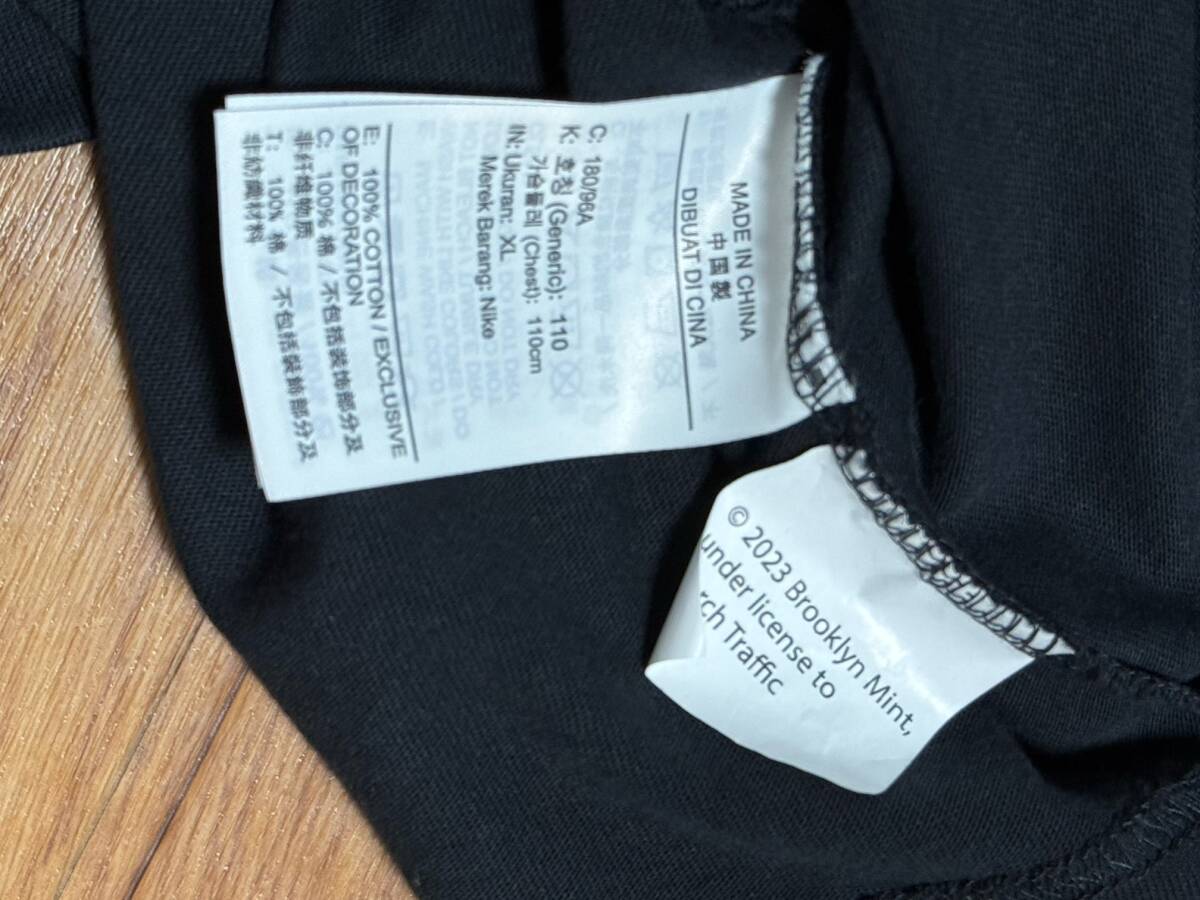 MADE IN CHINA
中国製
DIBUAT DI CINA
C: 180/96A
K: 호칭 (Generic): 110
가슴둘레 (Chest): 110cm
IN: Ukuran: XL
Merek Barang: Nike
E: 100% COTTON / EXCLUSIVE
OF DECORATION
C: 100% 棉 / 不包括装饰部分及
非纤维物质
T: 100% 棉 / 不包括裝飾部分及
非紡織材料
© 2023 Brooklyn Mint,
under license to
rch Traffic